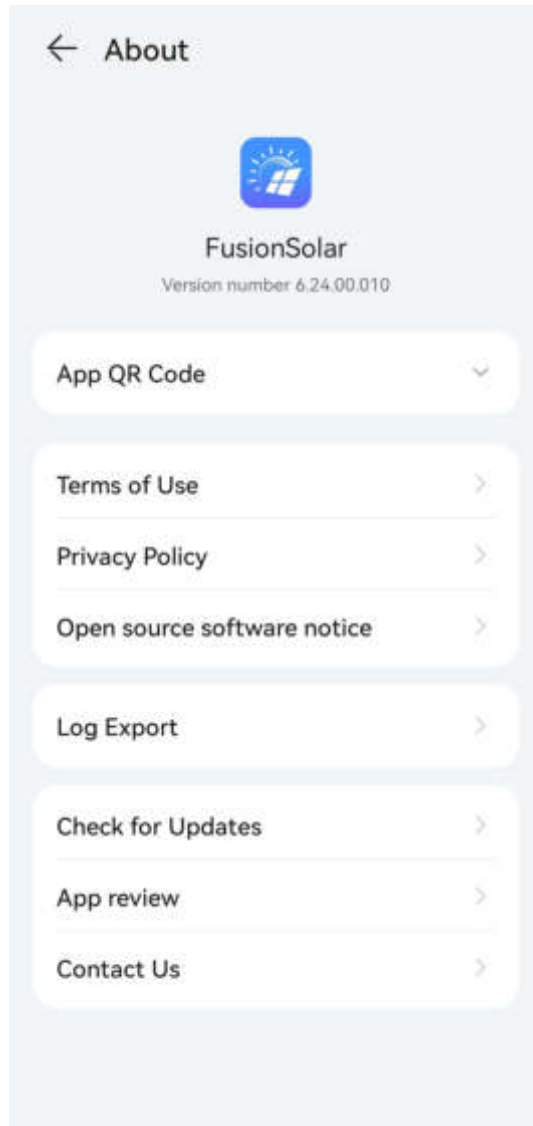 About
FusionSolar
Version number 6.24.00.010
App QR Code
Terms of Use
Privacy Policy
Open source software notice
Log Export
Check for Updates
App review
Contact Us